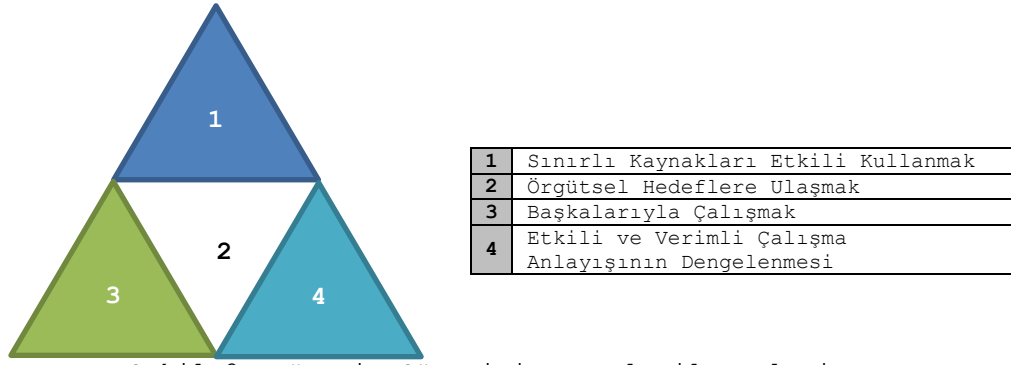 1
2
3
4
1 Sınırlı Kaynakları Etkili Kullanmak
2 Örgütsel Hedeflere Ulaşmak
3 Başkalarıyla Çalışmak
4 Etkili ve Verimli Çalışma
Anlayışının Dengelenmesi